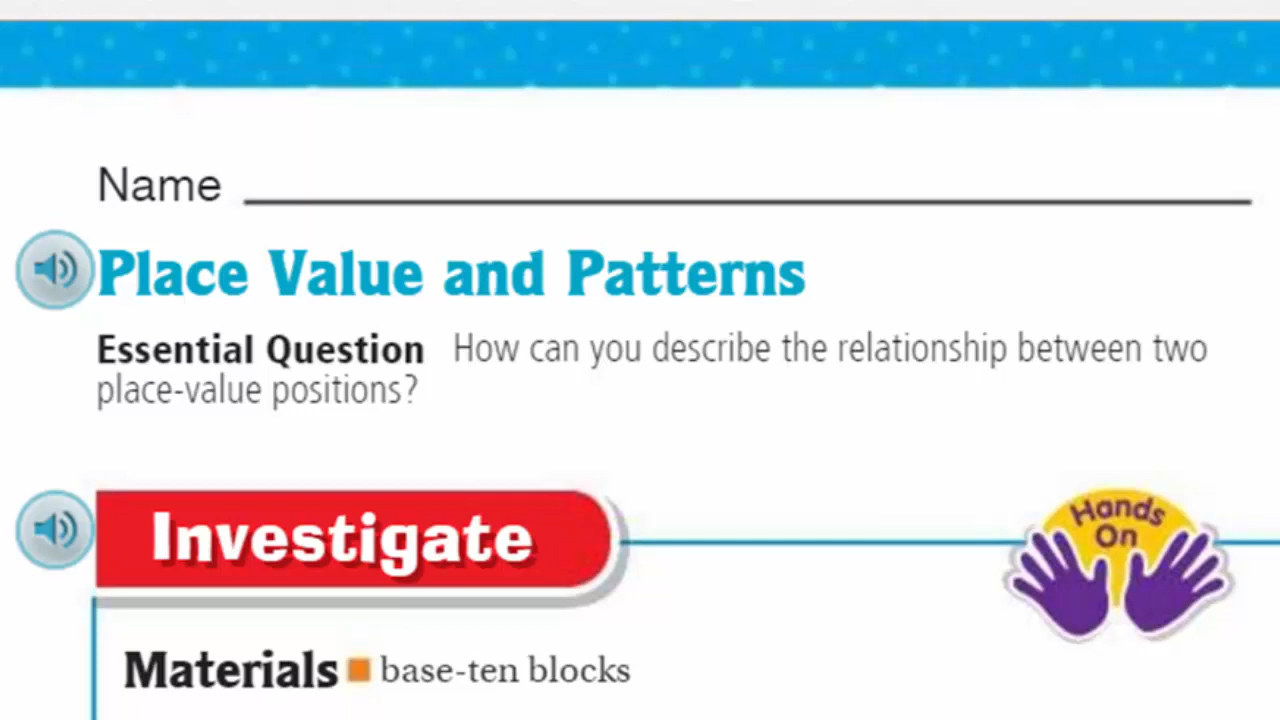 Name
Place Value and Patterns
Essential Question How can you describe the relationship between two
place-value positions?
Investigate
Hands
On
Materials base-ten blocks